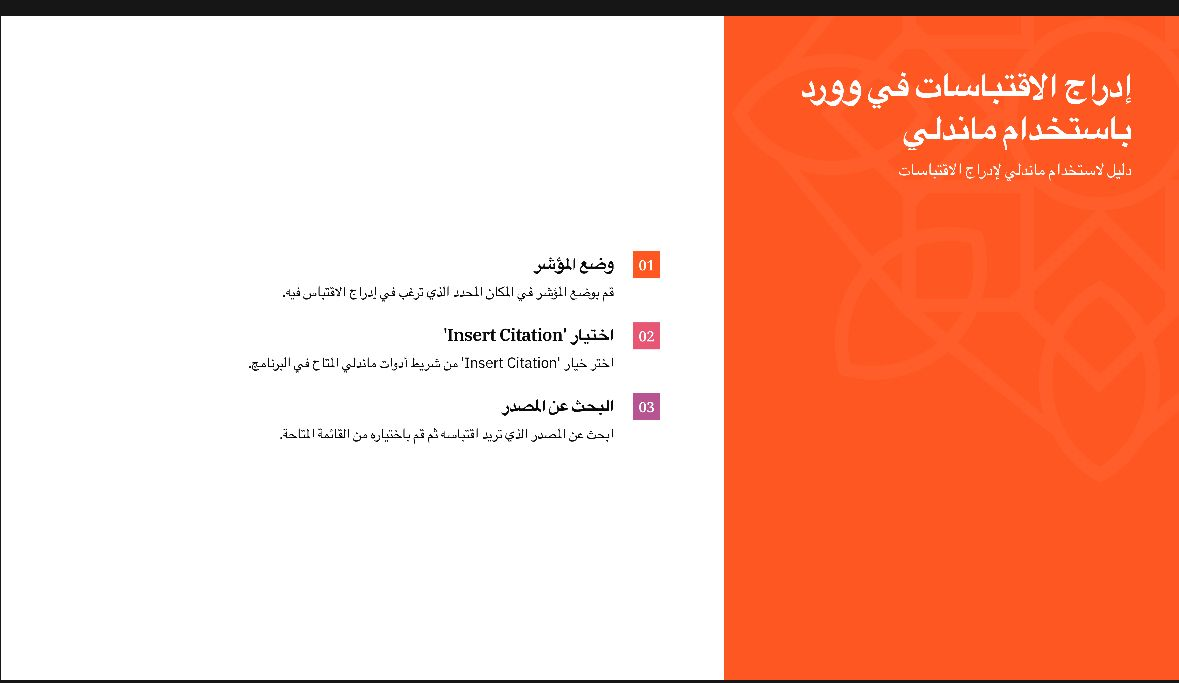 إدراج الاقتباسات في وورد
باستخدام ماندلي
دليل لاستخدام ماندلي لإدراج الاقتباسات
01
وضع المؤشر
قم بوضع المؤشر في المكان المحدد الذي ترغب في إدراج الاقتباس فيه.
02
اختيار 'Insert Citation'
اختر خيار 'Insert Citation' من شريط أدوات ماندلي المتاح في البرنامج.
03
البحث عن المصدر
ابحث عن المصدر الذي تريد اقتباسه ثم قم باختياره من القائمة المتاحة.